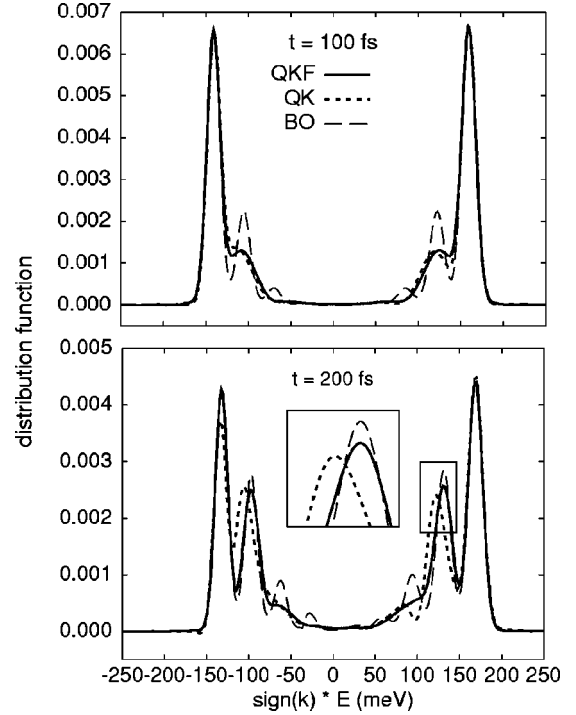 0.007
0.006
0.005
0.004
0.003
0.002
0.001
0.000
t = 100 fs
QKF
QK
BO
distribution function
0.005
0.004
0.003
0.002
0.001
0.000
t = 200 fs
-250-200-150-100 -50 0 50 100 150 200 250
sign(k) * E (meV)